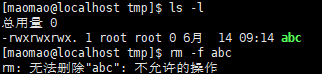 [maomao@localhost tmp]$ ls -l
总用量 0
-rwxrwxrwx. 1 root root 0 6月  14 09:14 abc
[maomao@localhost tmp]$ rm -f abc
rm: 无法删除"abc": 不允许的操作